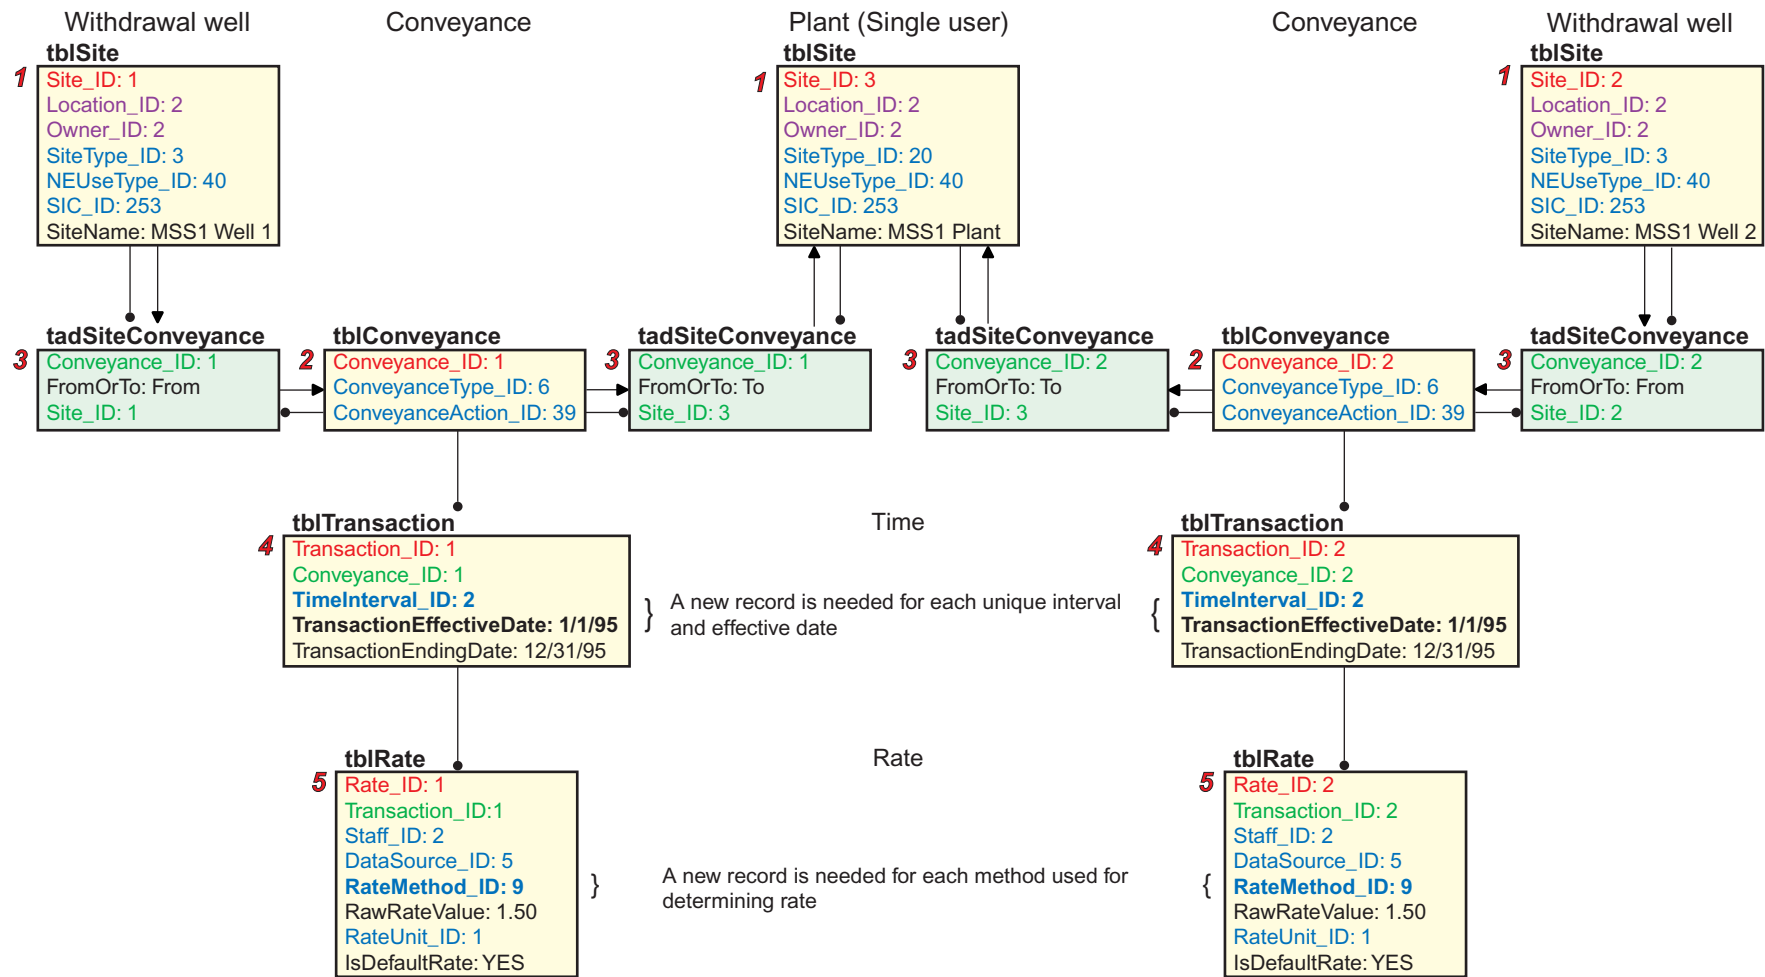 Withdrawal well
Conveyance
Plant (Single user)
Conveyance
Withdrawal well
tblSite
1
Site_ID: 1
Location_ID: 2
Owner_ID: 2
SiteType_ID: 3
NEUseType_ID: 40
SIC_ID: 253
SiteName: MSS1 Well 1
tblSite
1
Site_ID: 3
Location_ID: 2
Owner_ID: 2
SiteType_ID: 20
NEUseType_ID: 40
SIC_ID: 253
SiteName: MSS1 Plant
tblSite
1
Site_ID: 2
Location_ID: 2
Owner_ID: 2
SiteType_ID: 3
NEUseType_ID: 40
SIC_ID: 253
SiteName: MSS1 Well 2
tadSiteConveyance
3
Conveyance_ID: 1
FromOrTo: From
Site_ID: 1
tblConveyance
2
Conveyance_ID: 1
ConveyanceType_ID: 6
ConveyanceAction_ID: 39
tadSiteConveyance
3
Conveyance_ID: 1
FromOrTo: To
Site_ID: 3
tadSiteConveyance
3
Conveyance_ID: 2
FromOrTo: To
Site_ID: 3
tblConveyance
2
Conveyance_ID: 2
ConveyanceType_ID: 6
ConveyanceAction_ID: 39
tadSiteConveyance
3
Conveyance_ID: 2
FromOrTo: From
Site_ID: 2
tblTransaction
4
Transaction_ID: 1
Conveyance_ID: 1
TimeInterval_ID: 2
TransactionEffectiveDate: 1/1/95
TransactionEndingDate: 12/31/95
Time
} A new record is needed for each unique interval {
and effective date
tblTransaction
4
Transaction_ID: 2
Conveyance_ID: 2
TimeInterval_ID: 2
TransactionEffectiveDate: 1/1/95
TransactionEndingDate: 12/31/95
tblRate
5
Rate_ID: 1
Transaction_ID:1
Staff_ID: 2
DataSource_ID: 5
RateMethod_ID: 9
RawRateValue: 1.50
RateUnit_ID: 1
IsDefaultRate: YES
Rate
} A new record is needed for each method used for {
determining rate
tblRate
5
Rate_ID: 2
Transaction_ID: 2
Staff_ID: 2
DataSource_ID: 5
RateMethod_ID: 9
RawRateValue: 1.50
RateUnit_ID: 1
IsDefaultRate: YES